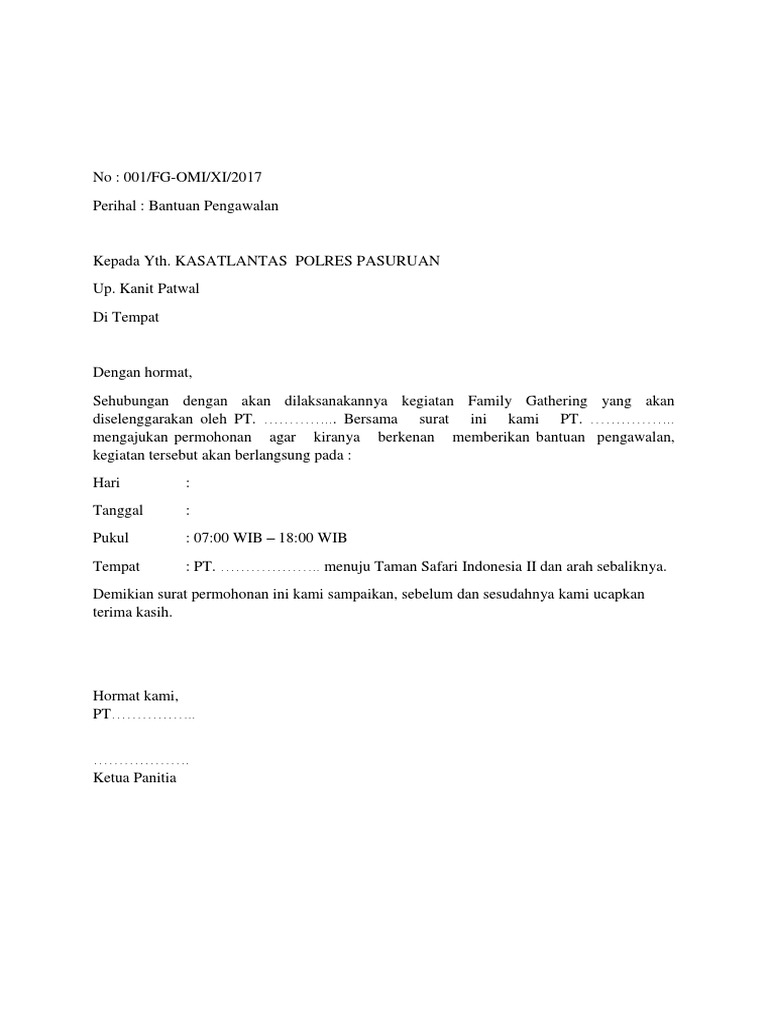 No : 001/FG-OMI/XI/2017
Perihal : Bantuan Pengawalan
Kepada Yth. KASATLANTAS POLRES PASURUAN
Up. Kanit Patwal
Di Tempat
Dengan hormat,
Sehubungan dengan akan dilaksanakannya kegiatan Family Gathering yang akan
diselenggarakan oleh PT. ………….... Bersama surat ini kami PT. ……………..
mengajukan permohonan agar kiranya berkenan memberikan bantuan pengawalan,
kegiatan tersebut akan berlangsung pada :
Hari :
Tanggal :
Pukul : 07:00 WIB – 18:00 WIB
Tempat : PT. ……………….. menuju Taman Safari Indonesia II dan arah sebaliknya.
Demikian surat permohonan ini kami sampaikan, sebelum dan sesudahnya kami ucapkan
terima kasih.
Hormat kami,
PT……………..
……………….
Ketua Panitia